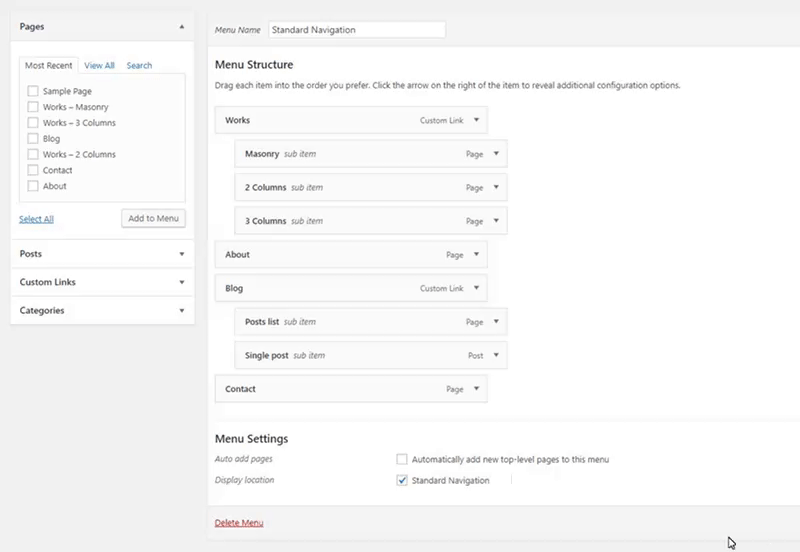 Pages
Most Recent View All Search
Sample Page
Works – Masonry
Works – 3 Columns
Blog
Works – 2 Columns
Contact
About
Select All Add to Menu
Posts
Custom Links
Categories
Menu Name Standard Navigation
Menu Structure
Drag each item into the order you prefer. Click the arrow on the right of the item to reveal additional configuration options.
Works Custom Link
Masonry sub item Page
2 Columns sub item Page
3 Columns sub item Page
About Page
Blog Custom Link
Posts list sub item Page
Single post sub item Post
Contact Page
Menu Settings
Auto add pages Automatically add new top-level pages to this menu
Display location Standard Navigation
Delete Menu